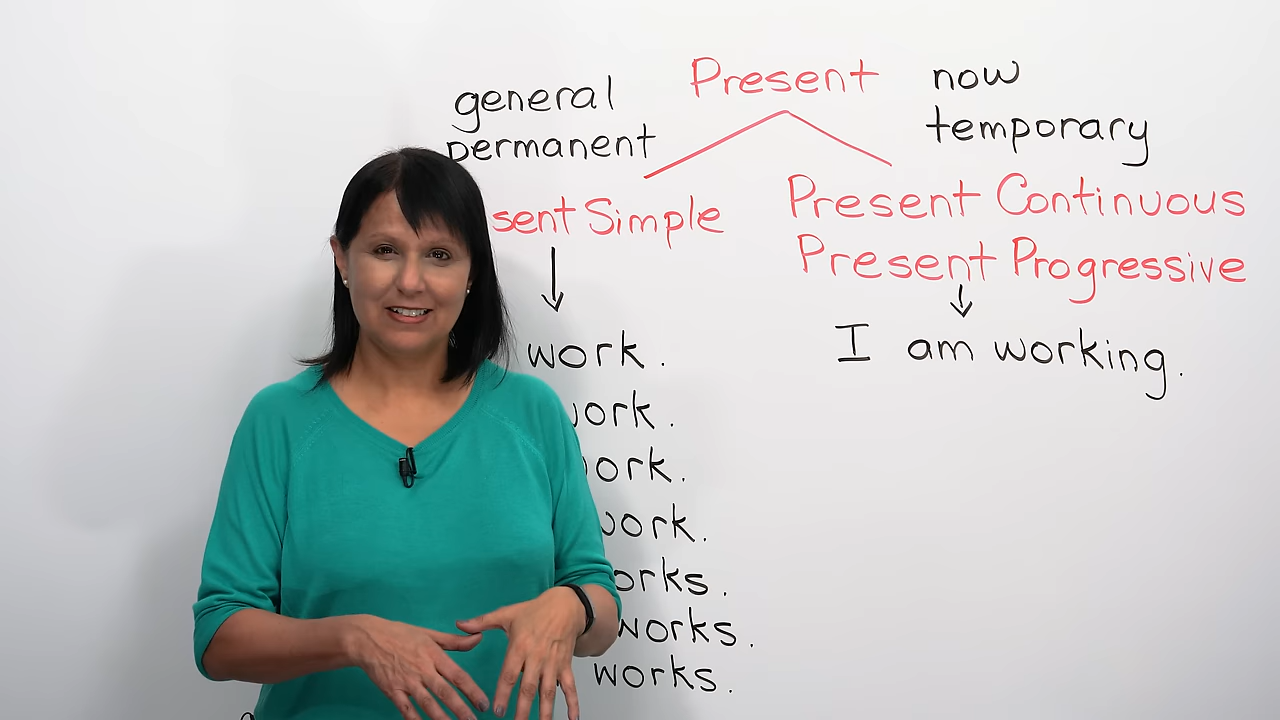 Present
general
permanent
now
temporary
Simple
Present Continuous
Present Progressive
work.
I am working.
works.
works.